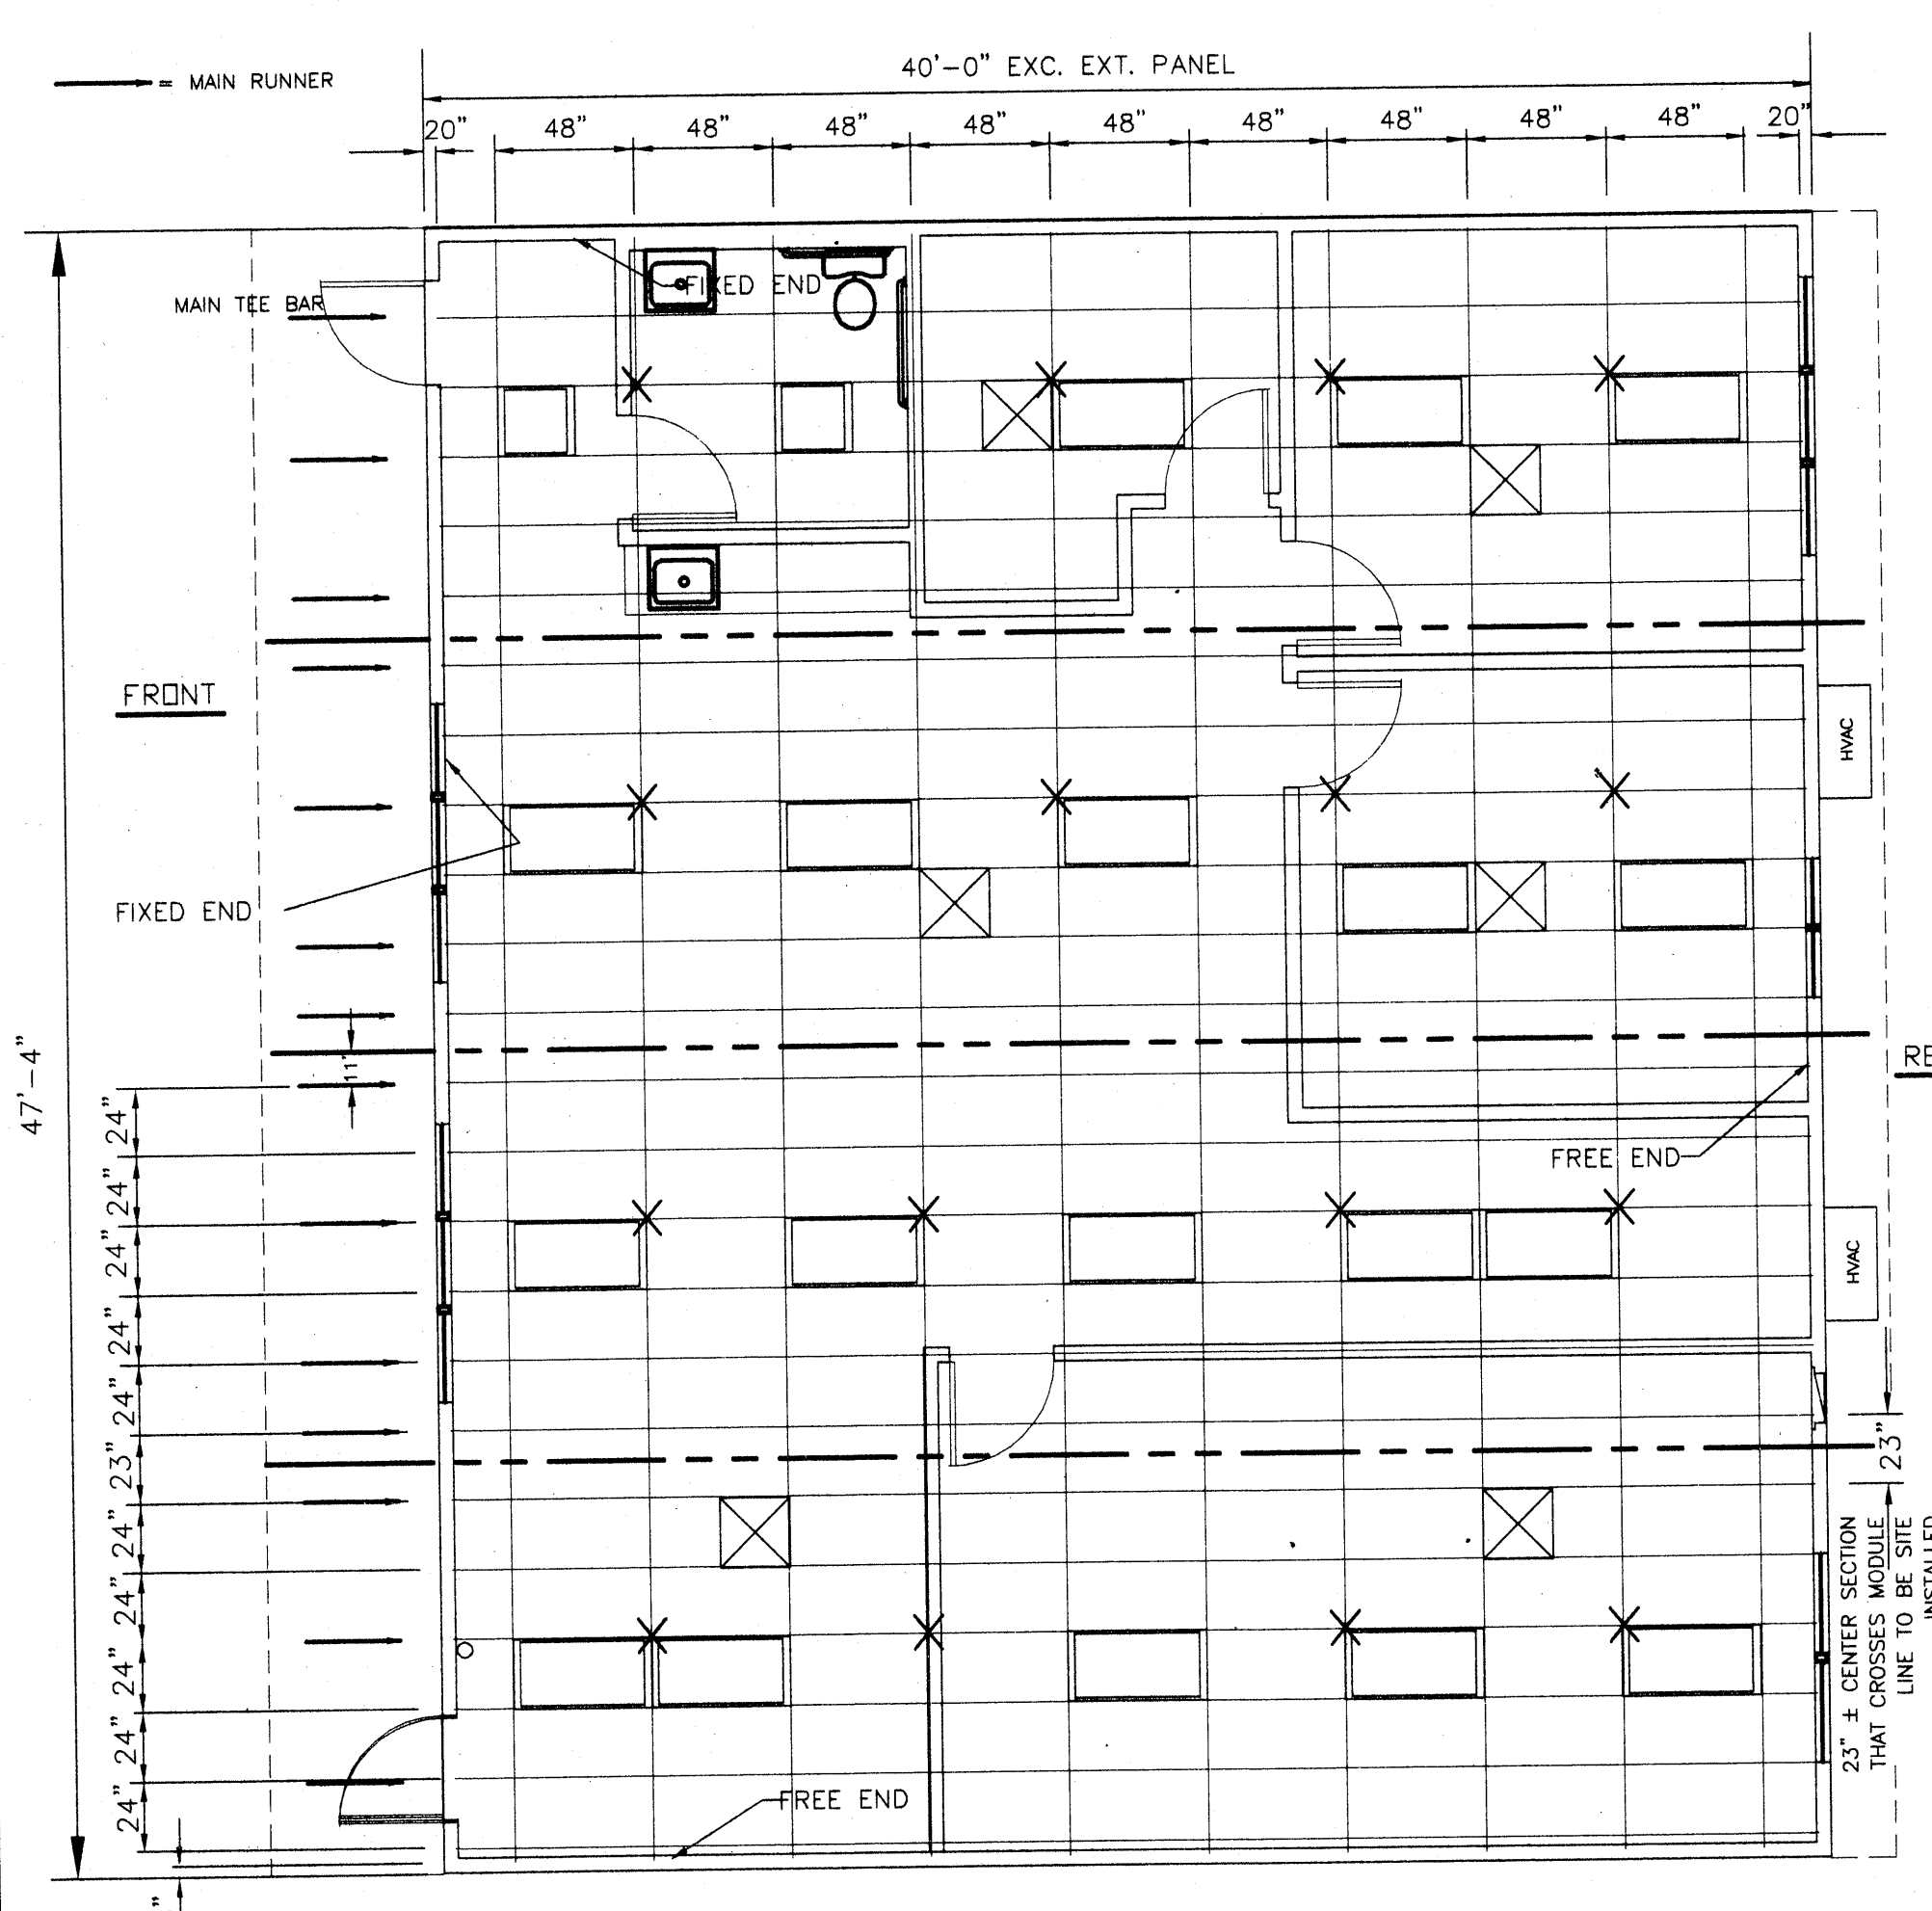 40'-0" EXC. EXT. PANEL
= MAIN RUNNER
20" 48" 48" 48" 48" 48" 48" 48" 48" 48" 20"
FIXED END
MAIN TEE BAR
FRONT
HVAC
FIXED END
47'-4"
11"
24"
24"
24"
24"
24"
23"
24"
24"
24"
24"
24"
FREE END
HVAC
23"
23" ± CENTER SECTION
THAT CROSSES MODULE
LINE TO BE SITE
INSTALLED
FREE END